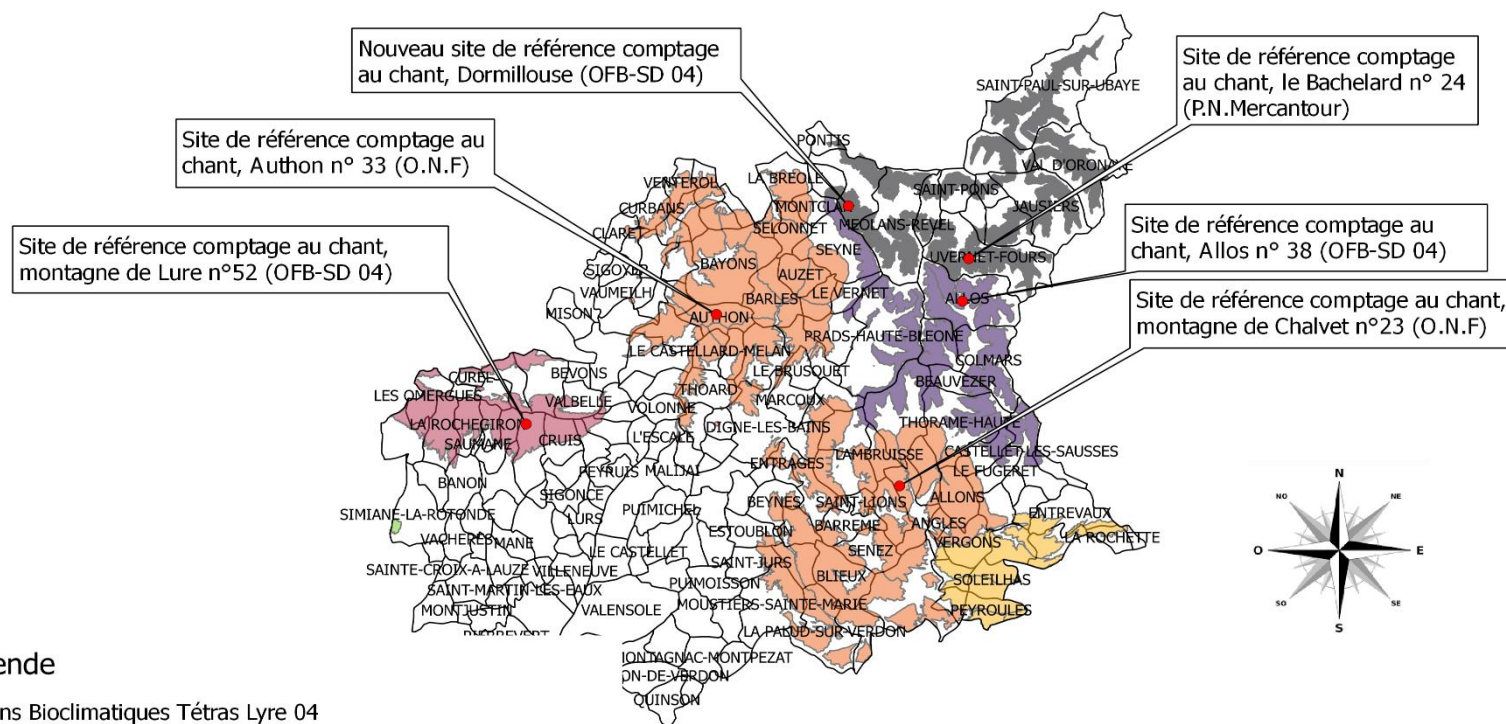 Nouveau site de référence comptage
au chant, Dormillouse (OFB-SD 04)
Site de référence comptage
au chant, le Bachelard n° 24
(P.N.Mercantour)
Site de référence comptage au
chant, Authon n° 33 (O.N.F)
Site de référence comptage au
chant, Allos n° 38 (OFB-SD 04)
Site de référence comptage au chant,
montagne de Lure n°52 (OFB-SD 04)
Site de référence comptage au chant,
montagne de Chalvet n°23 (O.N.F)
SAINT-PAUL-SUR-UBAYE
PONTIS
VAL D'ORONAYE
LA BREOLE
VENTEROL
SAINT-PONS
CURBANS
MONTCLAR
JAUSIERS
MEOLANS-REVEL
CLARET
SELONNET
SEYNE
UVERNET-FOURS
BAYONS
SIGOYER
AUZET
VAUMEILH
BARLES
LE VERNET
ALLOS
MISON
AUTHON
PRADS-HAUTE-BLEONE
LE CASTELLARD-MELAN
COLMARS
LE BRUSQUET
BEVONS
CUREL
BEAUVEZER
LES OMERGUES
THOARD
MARCOUX
VALBELLE
VOLONNE
LA ROCHEGIRON
DIGNE-LES-BAINS
THORAME-HAUTE
L'ESCALE
SAUMANE
CRUIS
CASTELLET-LES-SAUSSES
TAMBRUISSE
ENTRAGES
PEYRUIS
MALIJAI
LE FUGERET
BANON
SIGONCE
BEYNES
SAINT-LIONS
ALLONS
PUIMICHEL
SIMIANE-LA-ROTONDE
LURS
ENTREVAUX
ANGLES
BARREME
ESTOUBLON
VACHERES
MANE
VERGONS
LA ROCHETTE
LE CASTELLET
SENEZ
SAINT-JURS
SAINTE-CROIX-A-LAUZE
VILLENEUVE
BLIEUX
SOLEILHAS
PUIMOISSON
SAINT-MARTIN-LES-EAUX
MOUSTIERS-SAINTE-MARIE
MONTJUSTIN
VALENSOLE
PEYROULES
LA PALUD-SUR-VERDON
PIERREVERT
MONTAGNAC-MONTPEZAT
ON-DE-VERDON
QUINSON
N
NO
NE
O
E
SO
SE
S
ende
ns Bioclimatiques Tétras Lyre 04